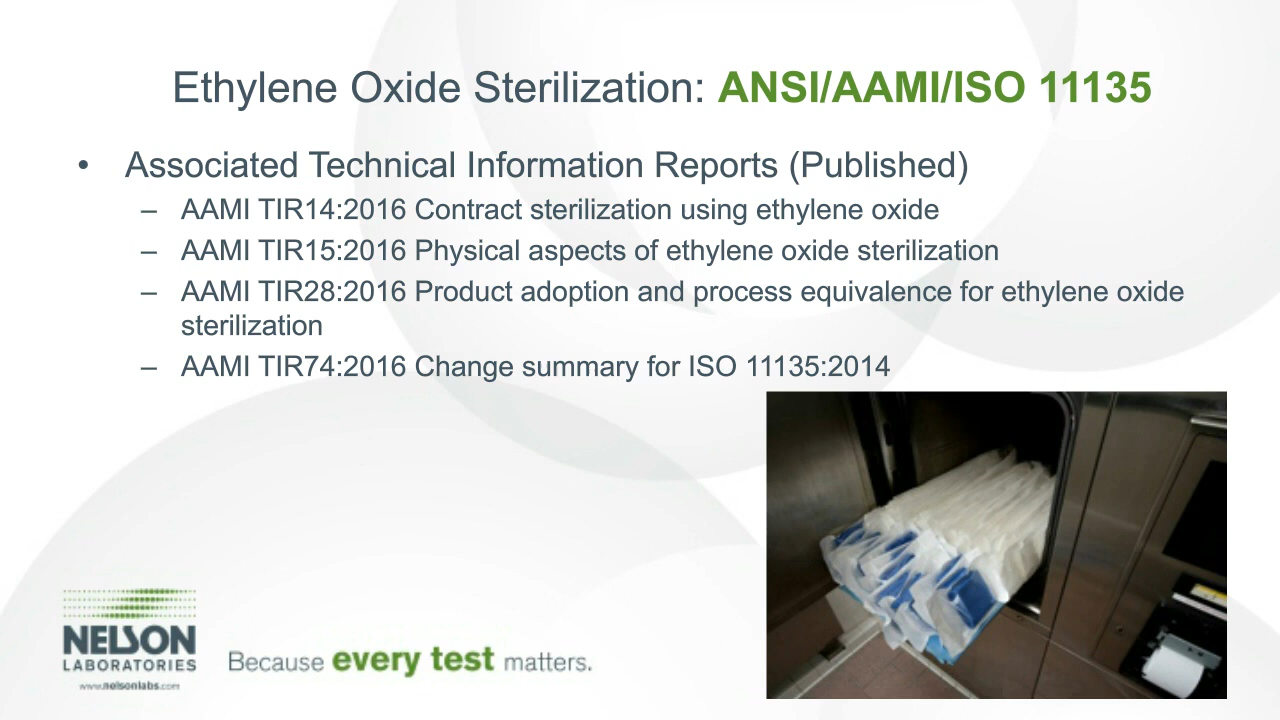 Ethylene Oxide Sterilization: ANSI/AAMI/ISO 11135
• Associated Technical Information Reports (Published)
– AAMI TIR14:2016 Contract sterilization using ethylene oxide
– AAMI TIR15:2016 Physical aspects of ethylene oxide sterilization
– AAMI TIR28:2016 Product adoption and process equivalence for ethylene oxide
sterilization
– AAMI TIR74:2016 Change summary for ISO 11135:2014
NELSON
LABORATORIES
www.nelsonlabs.com
Because every test matters.